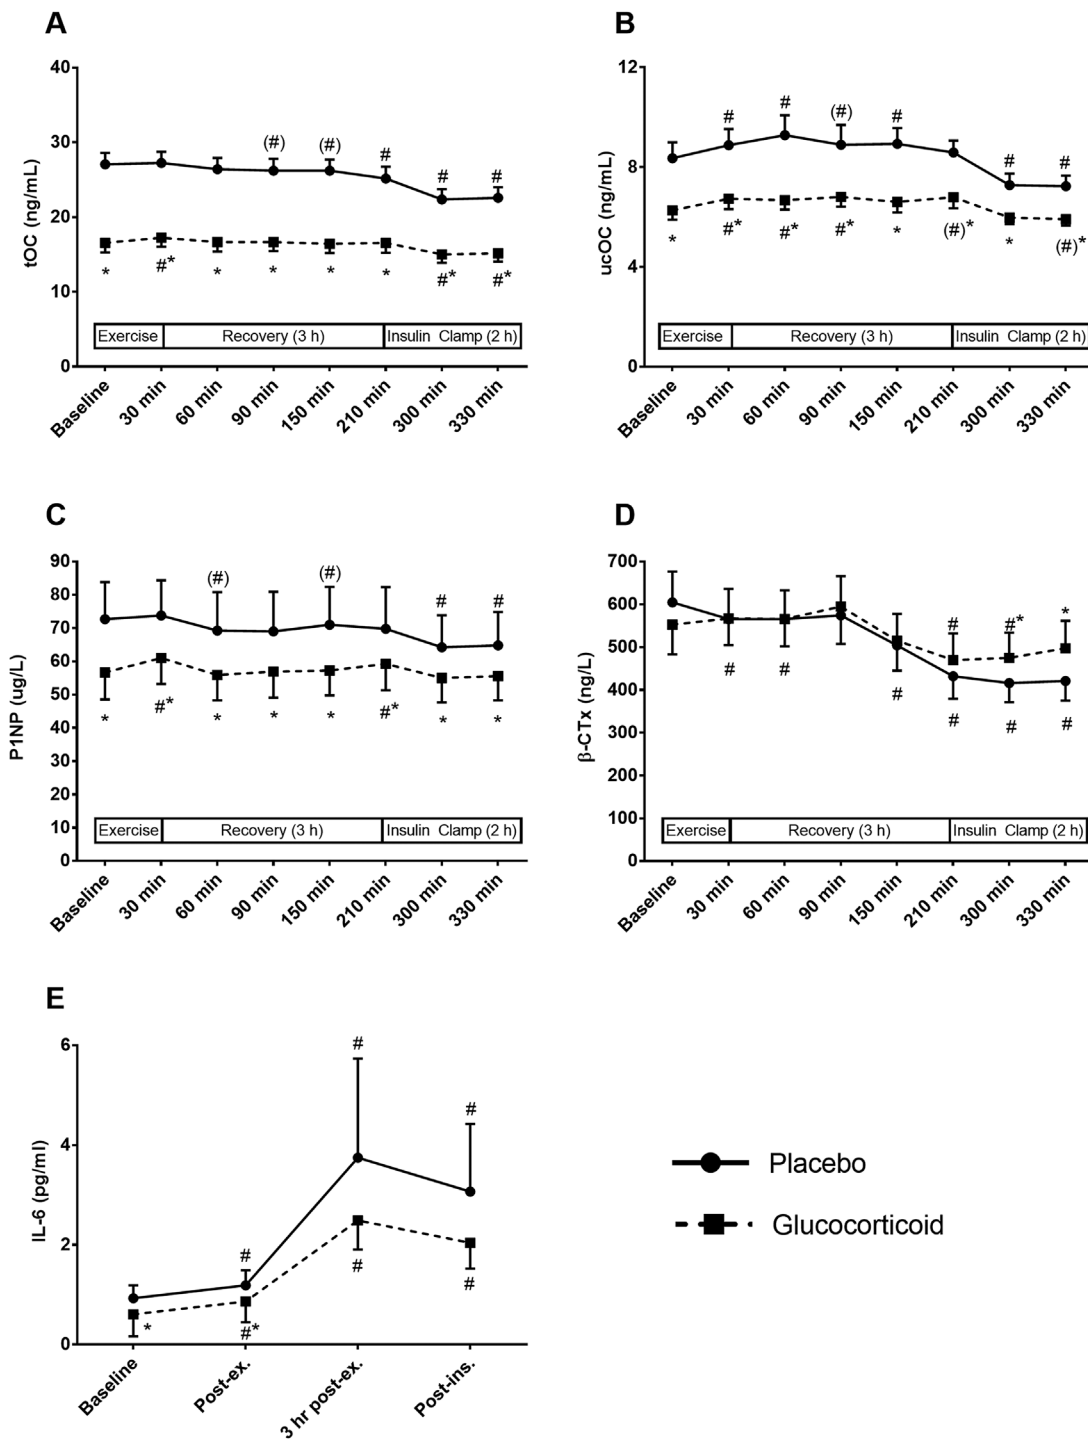 A
tOC (ng/mL)
40
30
20
10
0
(#) (#) # # #
* #* * * * * #* #*
Exercise Recovery (3 h) Insulin Clamp (2 h)
Baseline 30 min 60 min 90 min 150 min 210 min 300 min 330 min
B
ucOC (ng/mL)
12
8
4
0
# # (#) # # #
* #* #* #* * (#)* * (#)*
Exercise Recovery (3 h) Insulin Clamp (2 h)
Baseline 30 min 60 min 90 min 150 min 210 min 300 min 330 min
C
P1NP (ug/L)
90
80
70
60
50
40
30
20
10
0
(#) (#) # #
* #* * * * #* * *
Exercise Recovery (3 h) Insulin Clamp (2 h)
Baseline 30 min 60 min 90 min 150 min 210 min 300 min 330 min
D
β-CTx (ng/L)
700
600
500
400
300
200
100
0
# #* *
# # # # # #
Exercise Recovery (3 h) Insulin Clamp (2 h)
Baseline 30 min 60 min 90 min 150 min 210 min 300 min 330 min
E
IL-6 (pg/ml)
6
4
2
0
# # #
* #* # #
Baseline Post-ex. 3 hr post-ex. Post-ins.
Placebo
Glucocorticoid